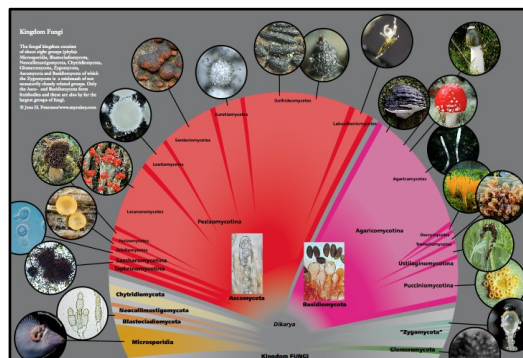 Kingdom Fungi
The fungal kingdom consists
of about eight groups (phyla):
Microsporidia, Blastocladiomycota,
Neocallimastigomycota, Chytridiomycota,
Glomeromycota, Zygomycota,
Ascomycota and Basidiomycota of which
the Zygomycota is a mishmash of not
necessarily closely related groups. Only
the Asco- and Basidiomycota form
fruitbodies and these are also by far the
largest groups of fungi.
© Jens H. Petersen/www.mycokey.com
Dothideomycetes
Eurotiomycetes
Laboulbeniomycetes
Sordariomycetes
Leotiomycetes
Agaricomycetes
Lecanoromycetes
Pezizomycotina
Agaricomycotina
Dacrymycetes
Tremellomycetes
Pezizomycetes
Orbiliomycetes
Saccharomycotina
Taphrinomycotina
Ustilaginomycotina
Pucciniomycotina
Chytridiomycota
Ascomycota
Basidiomycota
Neocallimastigomycota
Blastocladiomycota
Dikarya
"Zygomycota"
Microsporidia
Glomeromycota
Kingdom FUNGI